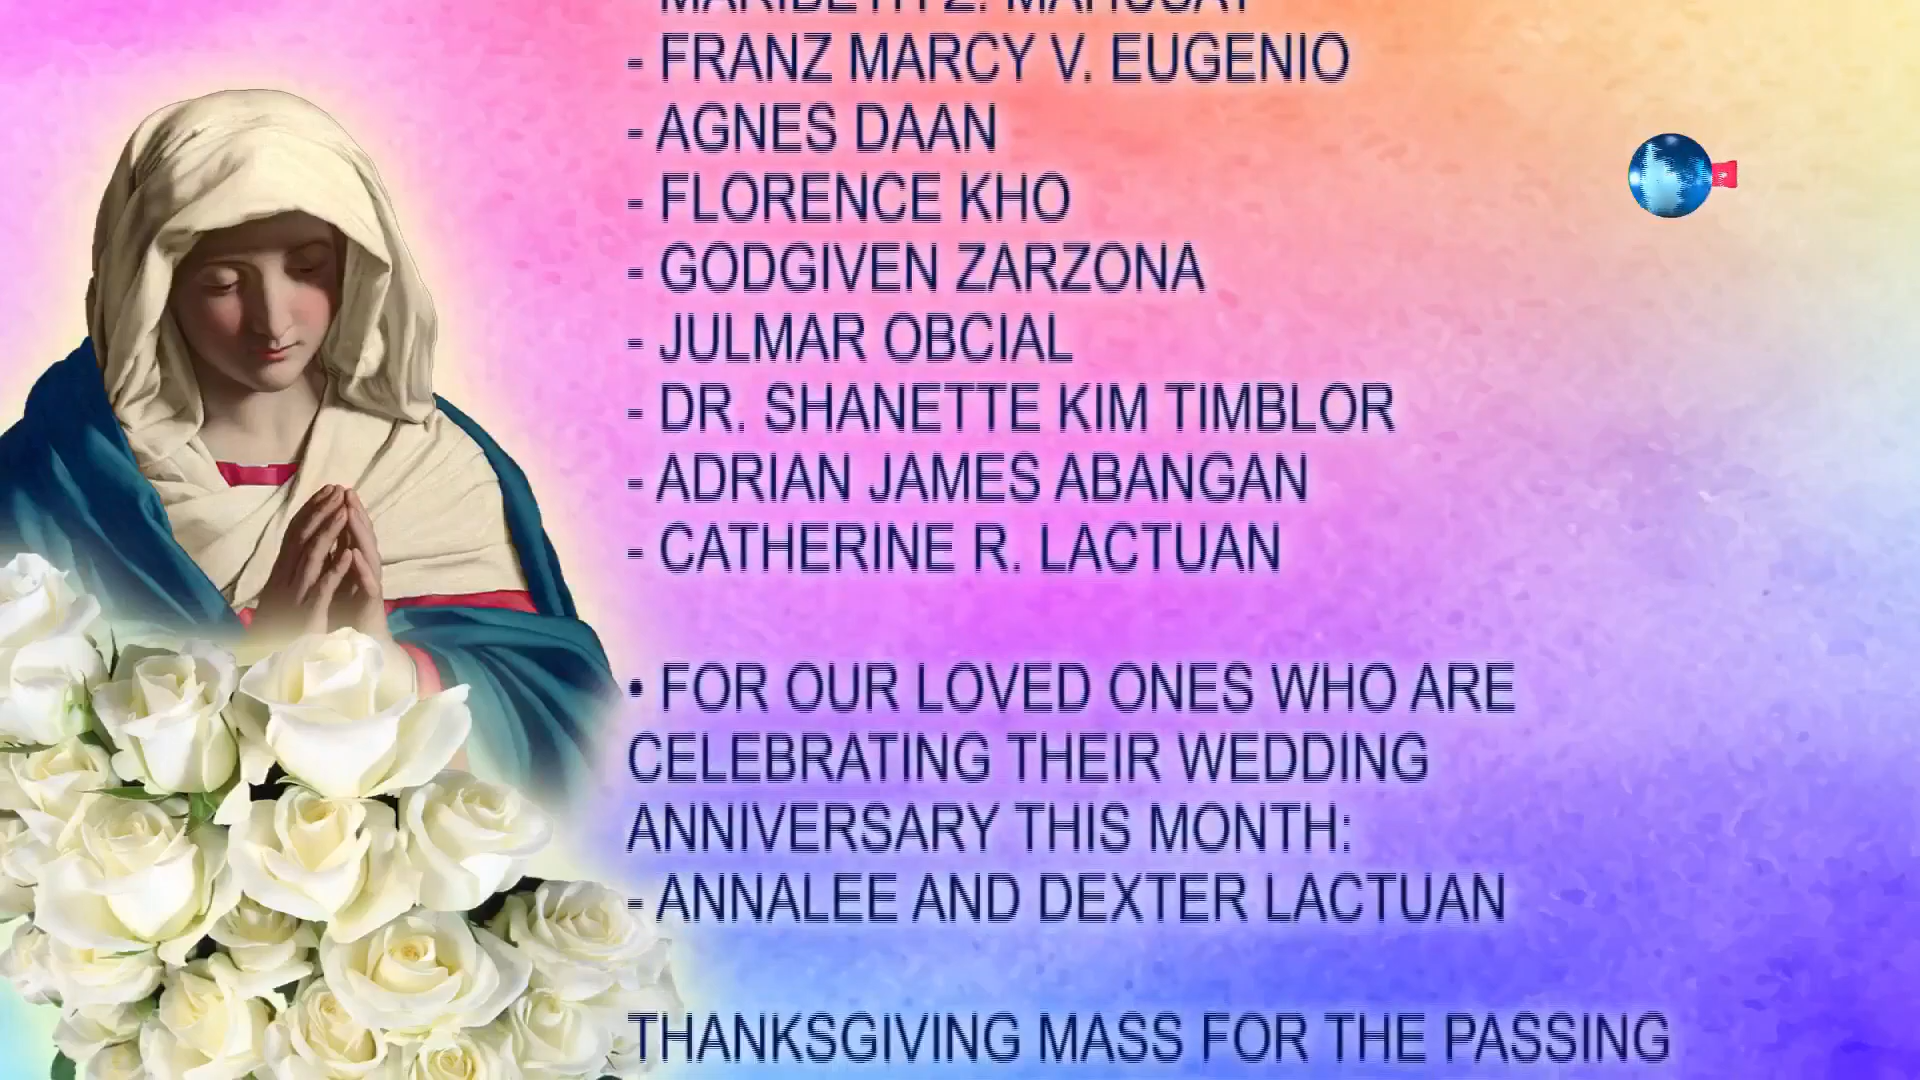 - FRANZ MARCY V. EUGENIO
- AGNES DAAN
- FLORENCE KHO
- GODGIVEN ZARZONA
- JULMAR OBCIAL
- DR. SHANETTE KIM TIMBLOR
- ADRIAN JAMES ABANGAN
- CATHERINE R. LACTUAN
• FOR OUR LOVED ONES WHO ARE
CELEBRATING THEIR WEDDING
ANNIVERSARY THIS MONTH:
- ANNALEE AND DEXTER LACTUAN
THANKSGIVING MASS FOR THE PASSING